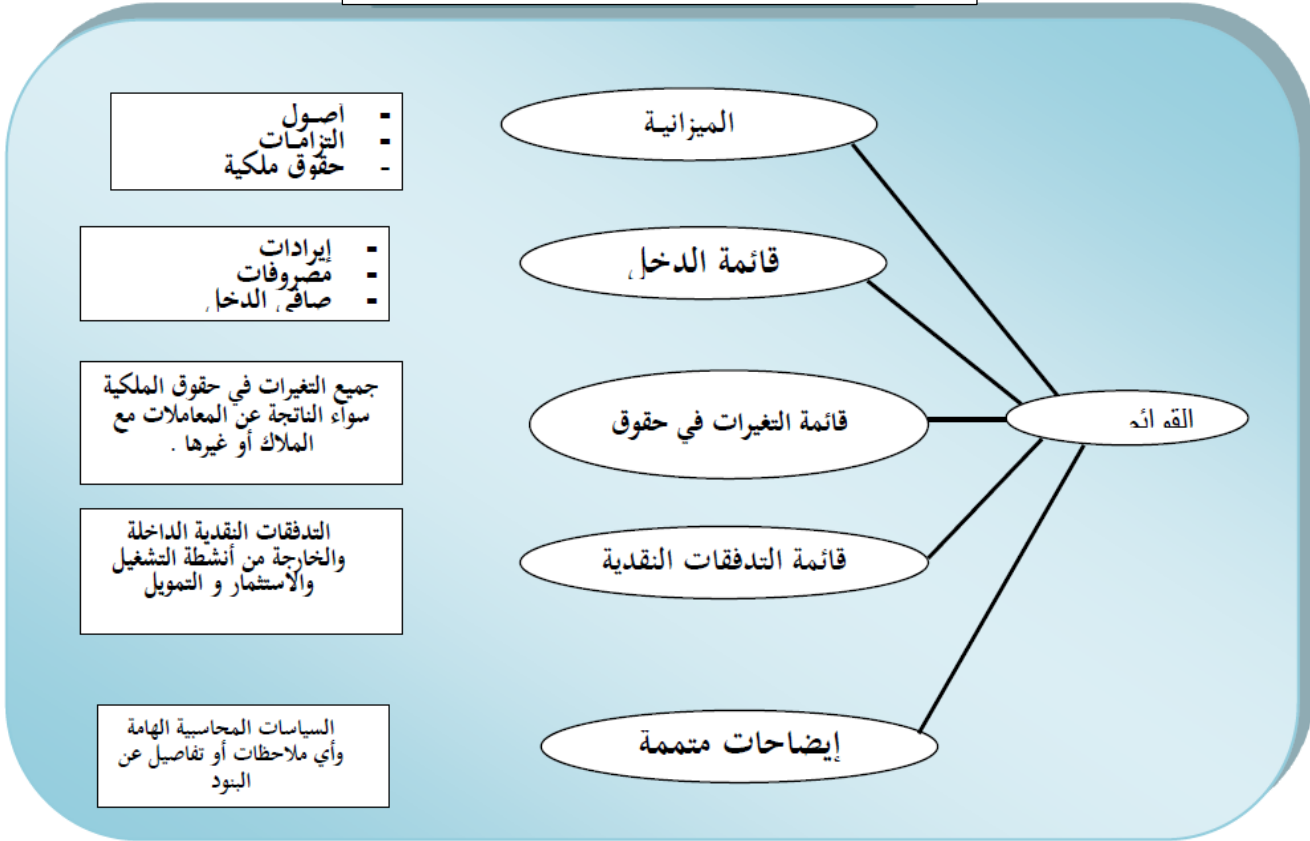 القوائم
الميزانية
- أصول
- التزامات
- حقوق ملكية
قائمة الدخل
- إيرادات
- مصروفات
- صافي الدخل
قائمة التغيرات في حقوق
جميع التغيرات في حقوق الملكية
سواء الناتجة عن المعاملات مع
الملاك أو غيرها .
قائمة التدفقات النقدية
التدفقات النقدية الداخلة
والخارجة من أنشطة التشغيل
والاستثمار و التمويل
إيضاحات متممة
السياسات المحاسبية الهامة
وأي ملاحظات أو تفاصيل عن
البنود